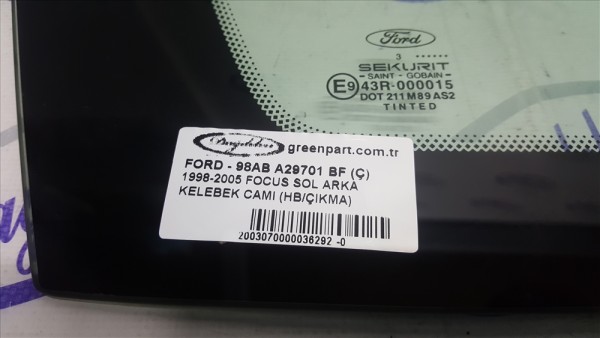 Ford
3
SEKURIT
SAINT - GOBAIN
E9 43R-000015
DOT 211 M89 AS2
TINTED
greenpart.com.tr
FORD - 98AB A29701 BF (Ç)
1998-2005 FOCUS SOL ARKA
KELEBEK CAMI (HB/ÇIKMA)
2003070000036292 -0